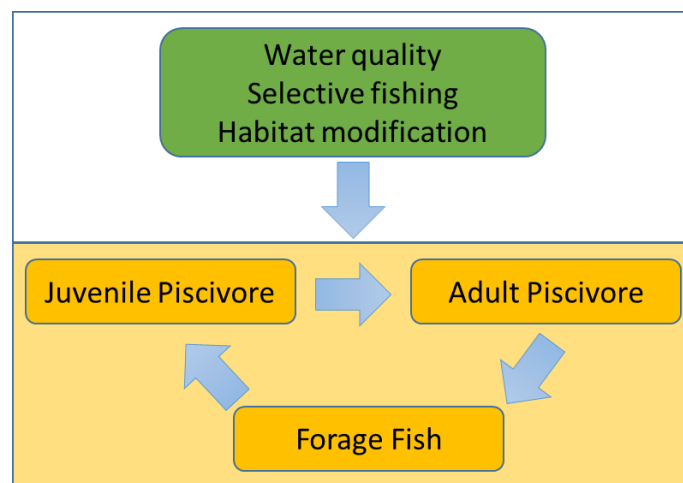 Water quality
Selective fishing
Habitat modification
Juvenile Piscivore
Adult Piscivore
Forage Fish